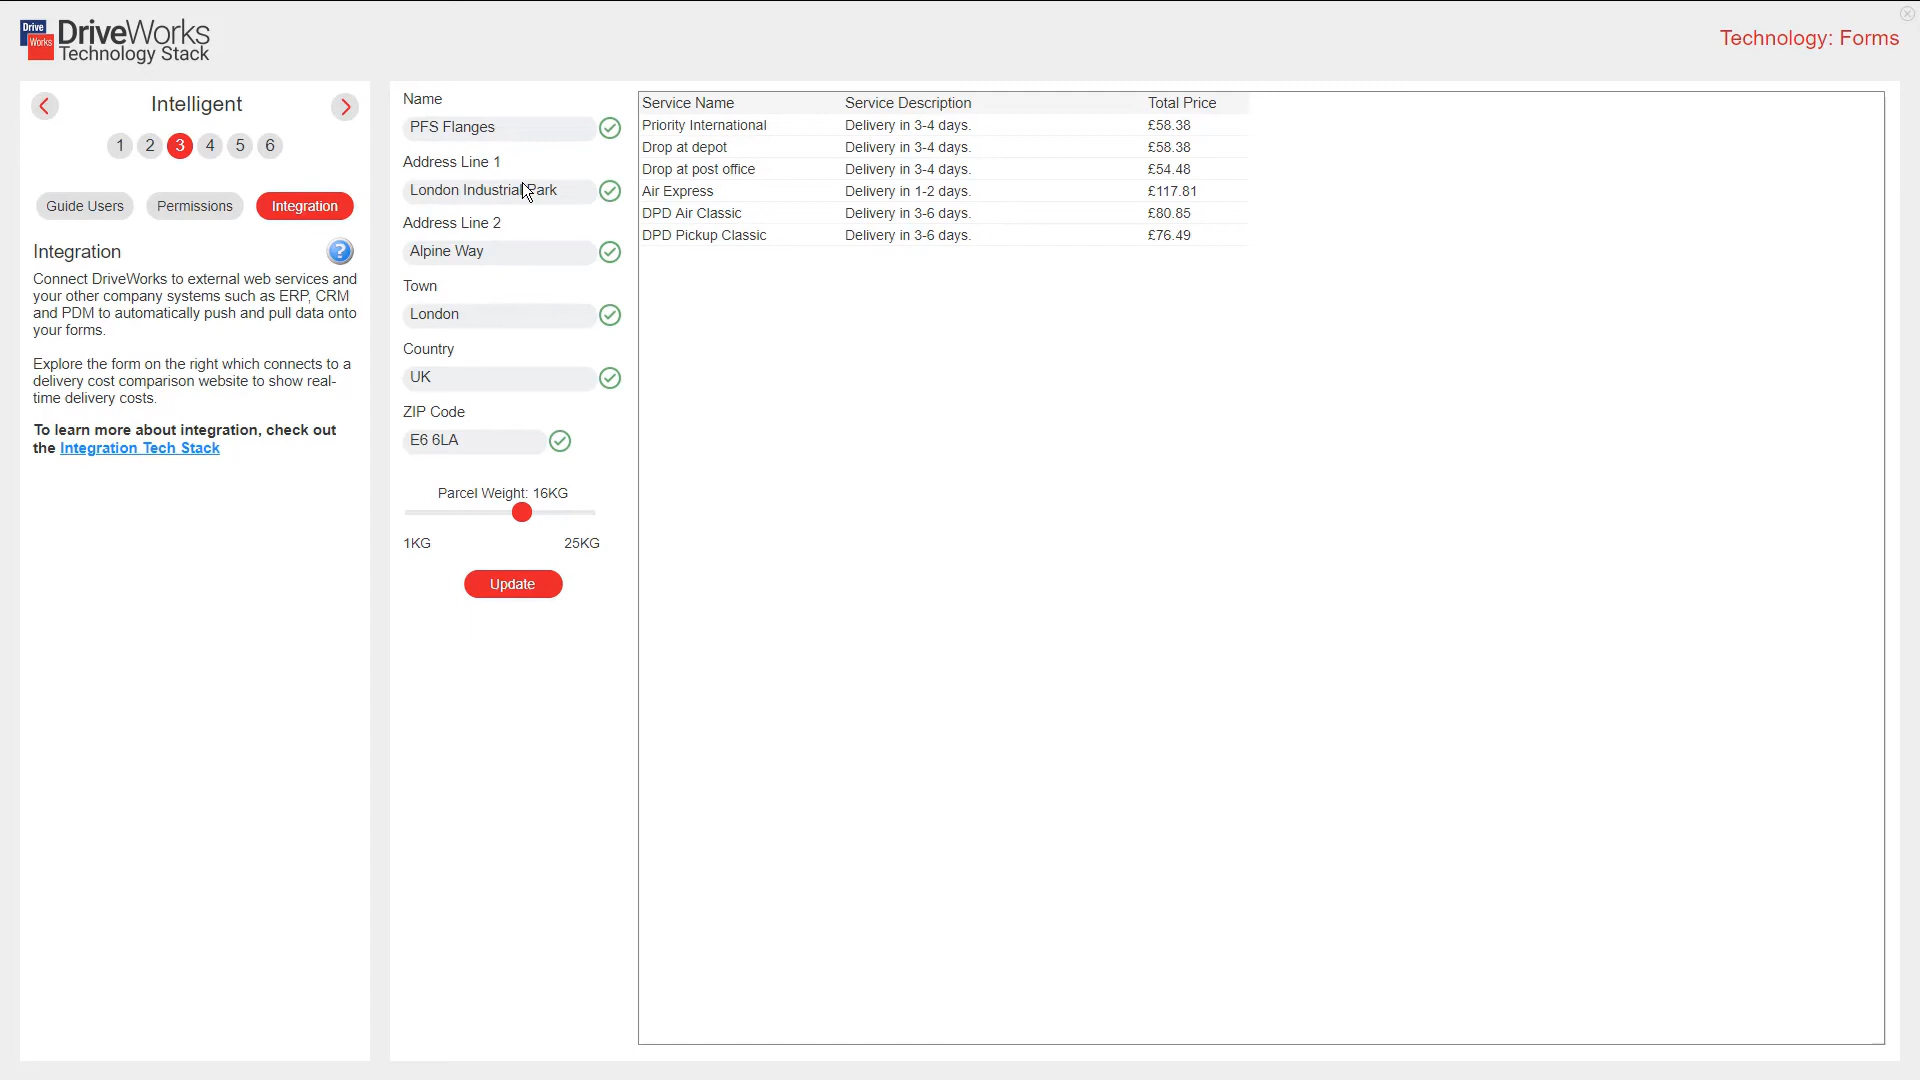 Drive
Works
DriveWorks
Technology Stack
Technology: Forms
Intelligent
1 2 3 4 5 6
Guide Users Permissions Integration
Integration
?
Connect DriveWorks to external web services and
your other company systems such as ERP, CRM
and PDM to automatically push and pull data onto
your forms.
Explore the form on the right which connects to a
delivery cost comparison website to show real-
time delivery costs.
To learn more about integration, check out
the Integration Tech Stack
Name
PFS Flanges
Address Line 1
London Industrial Park
Address Line 2
Alpine Way
Town
London
Country
UK
ZIP Code
E6 6LA
Parcel Weight: 16KG
1KG 25KG
Update
Service Name Service Description Total Price
Priority International Delivery in 3-4 days. £58.38
Drop at depot Delivery in 3-4 days. £58.38
Drop at post office Delivery in 3-4 days. £54.48
Air Express Delivery in 1-2 days. £117.81
DPD Air Classic Delivery in 3-6 days. £80.85
DPD Pickup Classic Delivery in 3-6 days. £76.49